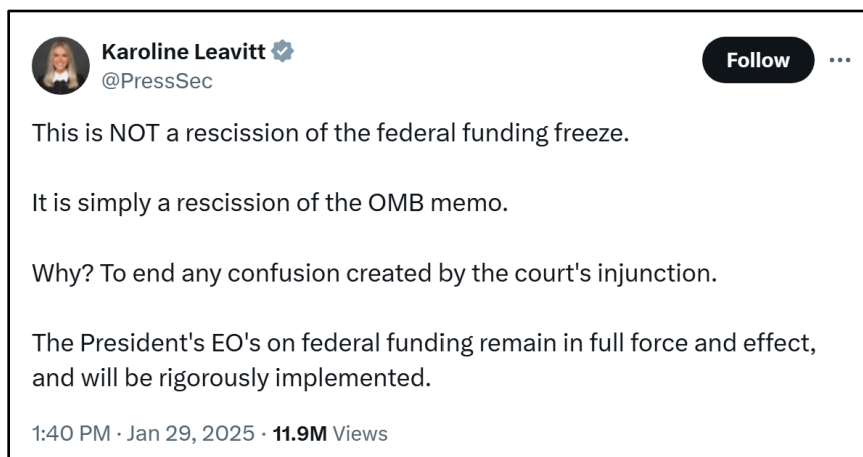 Karoline Leavitt
@PressSec
Follow
This is NOT a rescission of the federal funding freeze.
It is simply a rescission of the OMB memo.
Why? To end any confusion created by the court's injunction.
The President's EO's on federal funding remain in full force and effect,
and will be rigorously implemented.
1:40 PM · Jan 29, 2025 · 11.9M Views